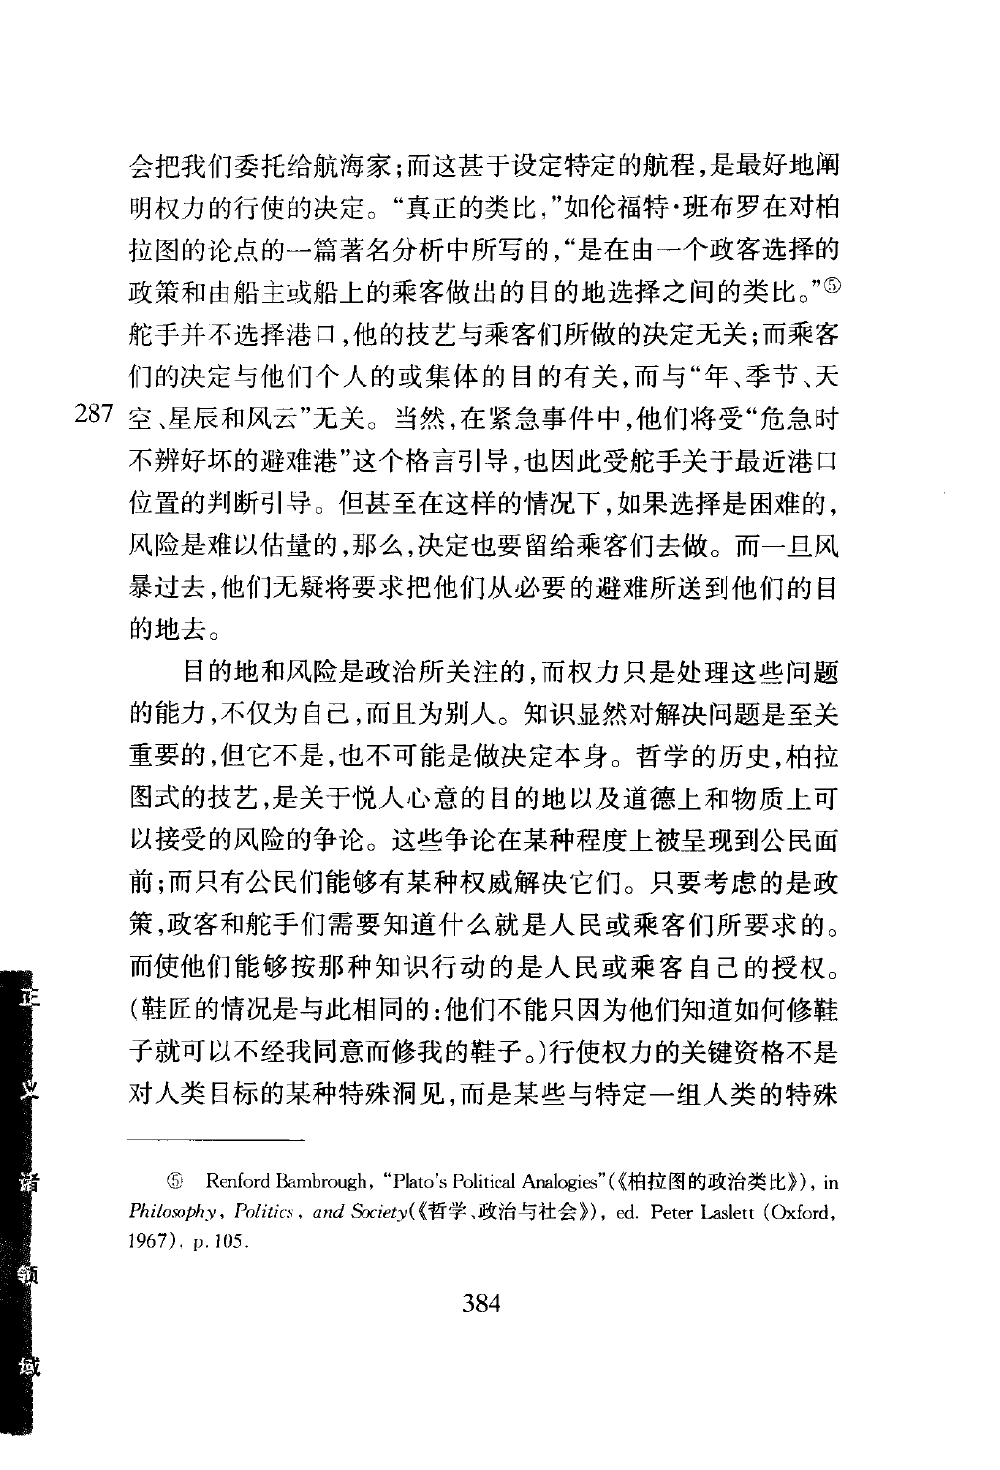 会把我们委托给航海家;而这甚于设定特定的航程,是最好地阐
明权力的行使的决定。“真正的类比,”如伦福特·班布罗在对柏
拉图的论点的一篇著名分析中所写的,“是在由一个政客选择的
政策和由船主或船上的乘客做出的目的地选择之间的类比。”⑤
舵手并不选择港口,他的技艺与乘客们所做的决定无关;而乘客
们的决定与他们个人的或集体的目的有关,而与“年、季节、天
287 空、星辰和风云”无关。当然,在紧急事件中,他们将受“危急时
不辨好坏的避难港”这个格言引导,也因此受舵手关于最近港口
位置的判断引导。但甚至在这样的情况下,如果选择是困难的,
风险是难以估量的,那么,决定也要留给乘客们去做。而一旦风
暴过去,他们无疑将要求把他们从必要的避难所送到他们的目
的地去。
目的地和风险是政治所关注的,而权力只是处理这些问题
的能力,不仅为自己,而且为别人。知识显然对解决问题是至关
重要的,但它不是,也不可能是做决定本身。哲学的历史,柏拉
图式的技艺,是关于悦人心意的目的地以及道德上和物质上可
以接受的风险的争论。这些争论在某种程度上被呈现到公民面
前;而只有公民们能够有某种权威解决它们。只要考虑的是政
策,政客和舵手们需要知道什么就是人民或乘客们所要求的。
而使他们能够按那种知识行动的是人民或乘客自己的授权。
(鞋匠的情况是与此相同的:他们不能只因为他们知道如何修鞋
子就可以不经我同意而修我的鞋子。)行使权力的关键资格不是
对人类目标的某种特殊洞见,而是某些与特定一组人类的特殊
⑤ Renford Bambrough, “Plato's Political Analogies”(《柏拉图的政治类比》), in
Philosophy, Politics, and Society(《哲学、政治与社会》), ed. Peter Laslett (Oxford,
1967), p. 105.
384
正
义
诸
领
域